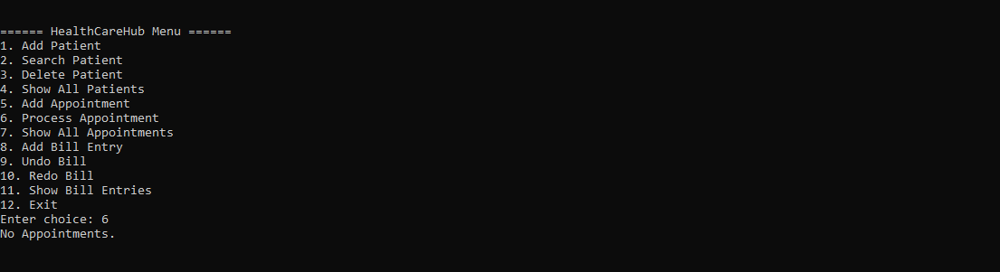 ====== HealthCareHub Menu ======
1. Add Patient
2. Search Patient
3. Delete Patient
4. Show All Patients
5. Add Appointment
6. Process Appointment
7. Show All Appointments
8. Add Bill Entry
9. Undo Bill
10. Redo Bill
11. Show Bill Entries
12. Exit
Enter choice: 6
No Appointments.